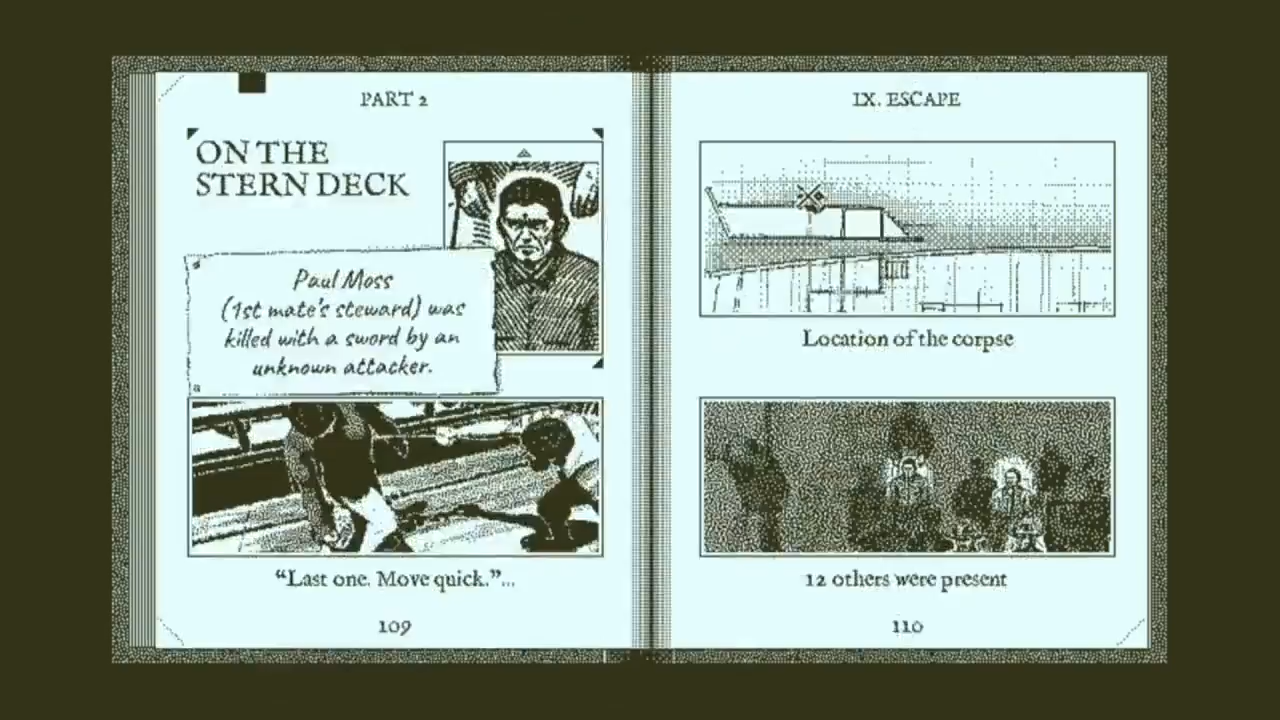 PART 2
ON THE
STERN DECK
Paul Moss
(1st mate's steward) was
killed with a sword by an
unknown attacker.
"Last one. Move quick."...
109
IX. ESCAPE
Location of the corpse
12 others were present
110